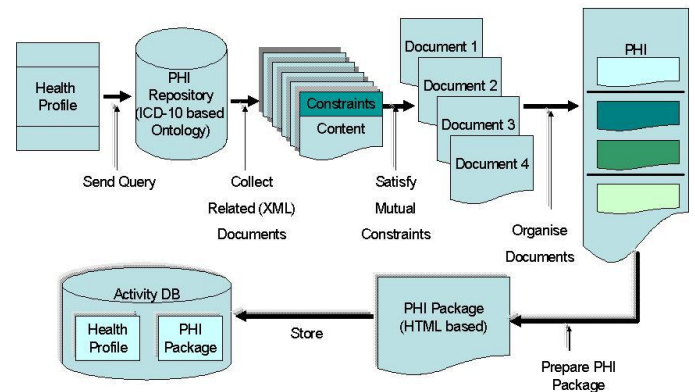 Health
Profile
PHI
Repository
(ICD-10 based
Ontology)
Constraints
Content
Document 1
Document 2
Document 3
Document 4
PHI
Send Query
Collect
Related (XML)
Documents
Satisfy
Mutual
Constraints
Organise
Documents
Activity DB
Health
Profile
PHI
Package
Store
PHI Package
(HTML based)
Prepare PHI
Package